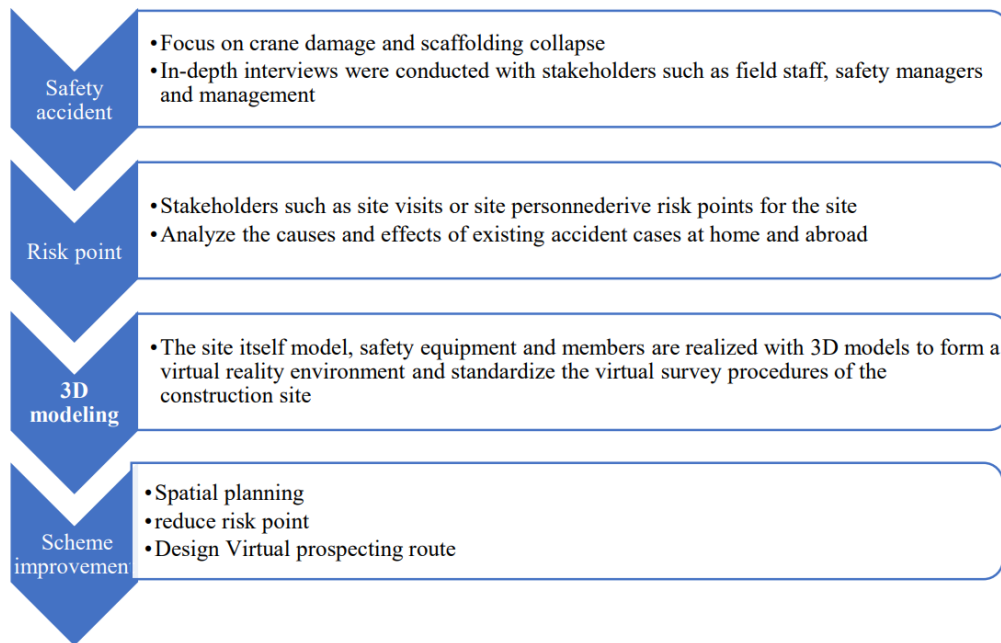 Safety
accident
•Focus on crane damage and scaffolding collapse
•In-depth interviews were conducted with stakeholders such as field staff, safety managers
and management
Risk point
•Stakeholders such as site visits or site personnederive risk points for the site
•Analyze the causes and effects of existing accident cases at home and abroad
3D
modeling
•The site itself model, safety equipment and members are realized with 3D models to form a
virtual reality environment and standardize the virtual survey procedures of the
construction site
Scheme
improvement
•Spatial planning
•reduce risk point
•Design Virtual prospecting route